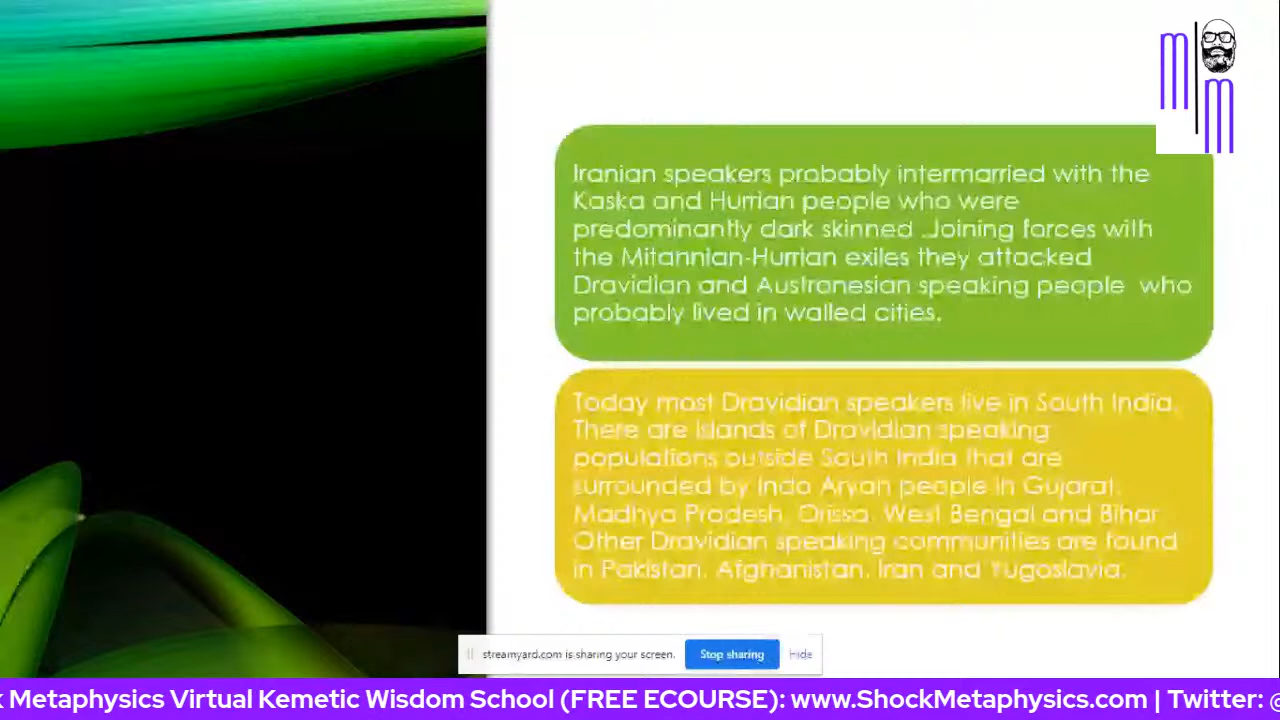 m
m
Iranian speakers probably intermarried with the
Kaska and Hurrian people who were
predominantly dark skinned .Joining forces with
the Mitannian-Hurrian exiles they attacked
Dravidian and Austronesian speaking people who
probably lived in walled cities.
Today most Dravidian speakers live in South India.
There are islands of Dravidian speaking
populations outside South India that are
surrounded by Indo Aryan people in Gujarat,
Madhya Pradesh, Orissa, West Bengal and Bihar
Other Dravidian speaking communities are found
in Pakistan, Afghanistan, Iran and Yugoslavia.
streamyard.com is sharing your screen. Stop sharing Hide
k Metaphysics Virtual Kemetic Wisdom School (FREE ECOURSE): www.ShockMetaphysics.com | Twitter: @